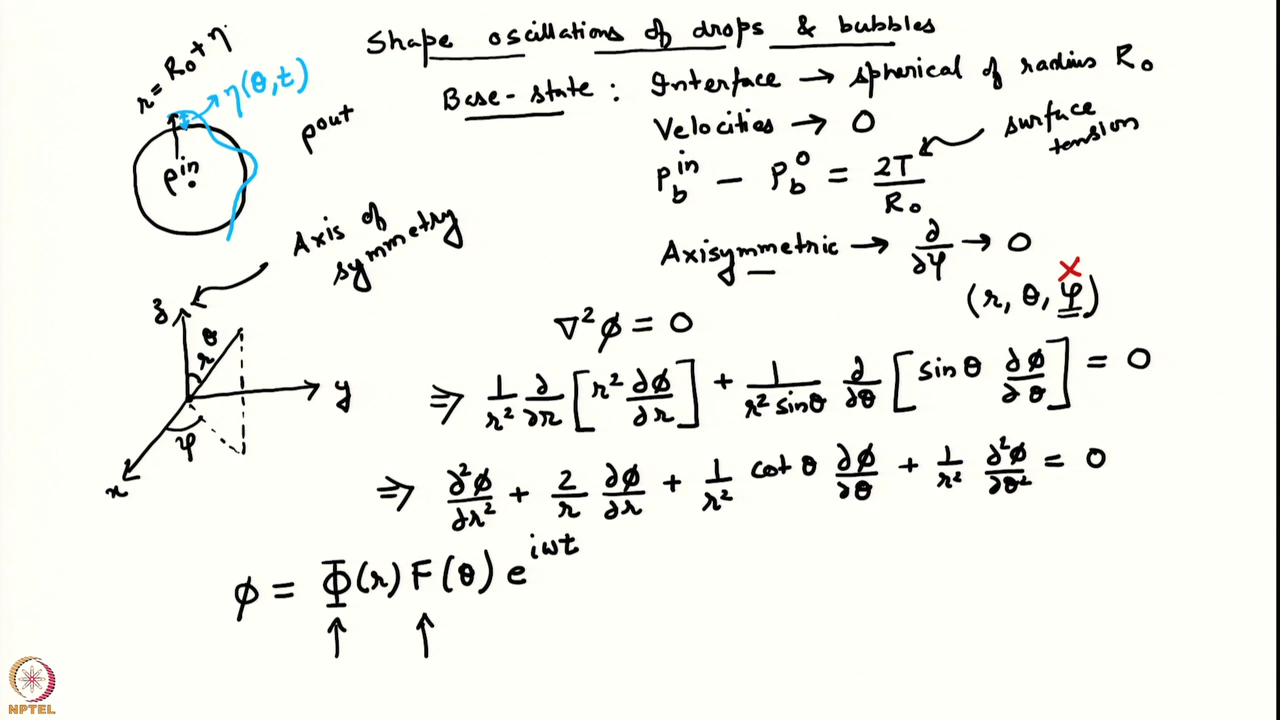 Shape oscillations of drops & bubbles
r = R₀ + η
η(θ,t)
p^out
p^in
Base-state : Interface → spherical of radius R₀
Velocities → 0
surface tension
P_b^in − P_b^o = 2T / R₀
Axis of symmetry
Axisymmetric → ∂/∂ψ → 0
(r, θ, ψ)
x
z
θ
r
y
ψ
x
∇²φ = 0
⇒ 1/r² ∂/∂r [r² ∂φ/∂r] + 1/(r² sinθ) ∂/∂θ [sinθ ∂φ/∂θ] = 0
⇒ ∂²φ/∂r² + 2/r ∂φ/∂r + 1/r² cot θ ∂φ/∂θ + 1/r² ∂²φ/∂θ² = 0
φ = Φ(r) F(θ) e^{iωt}
NPTEL